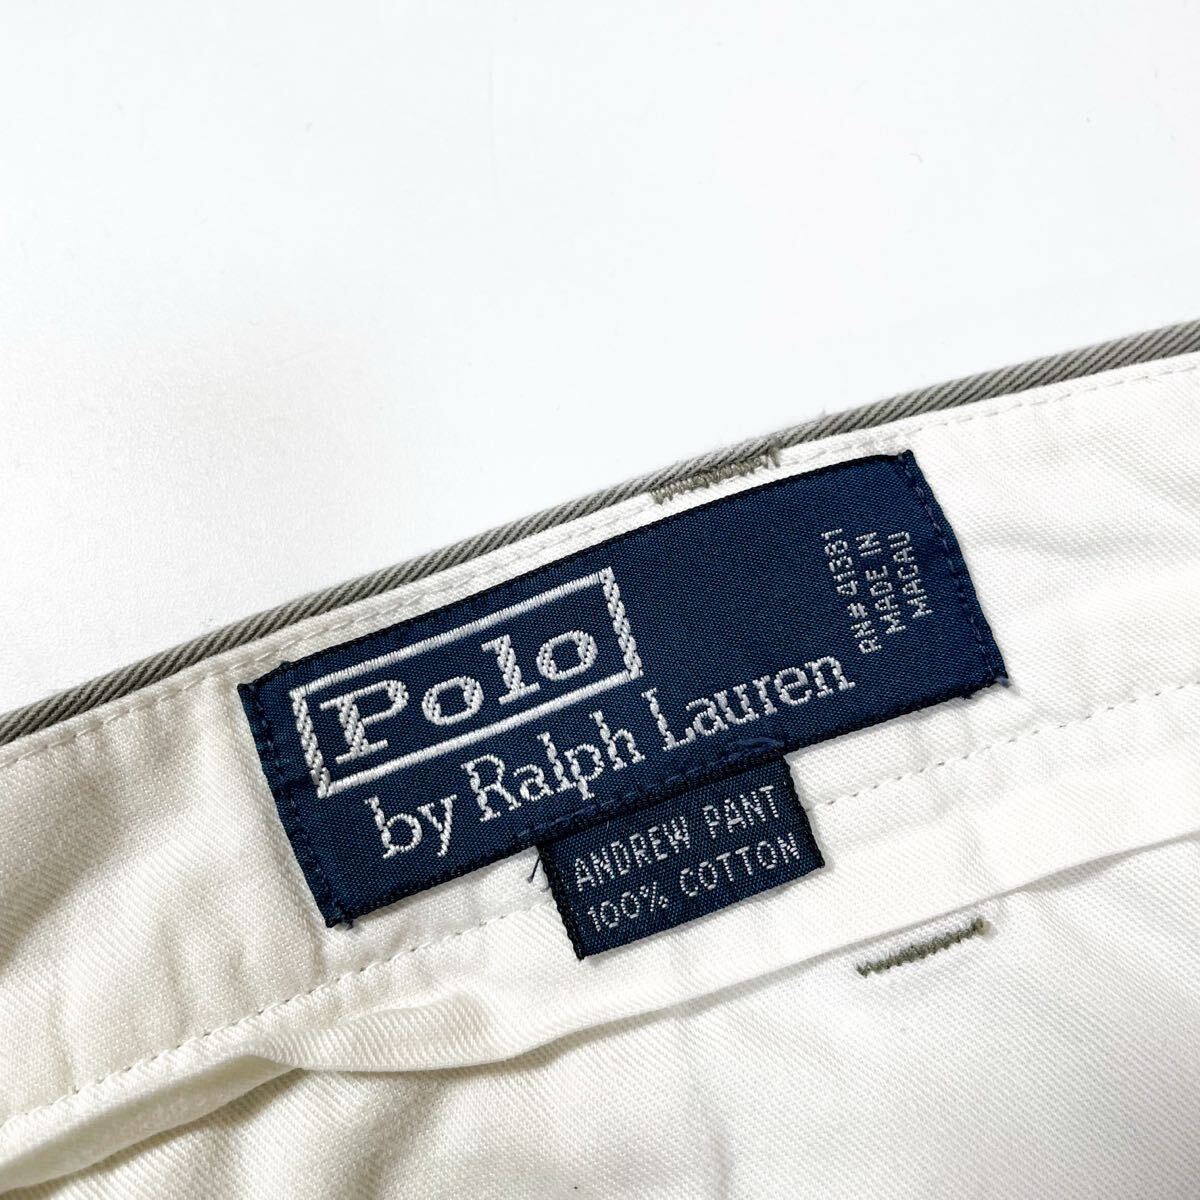 Polo
by Ralph Lauren
RN# 41381
MADE IN
MACAU
ANDREW PANT
100% COTTON